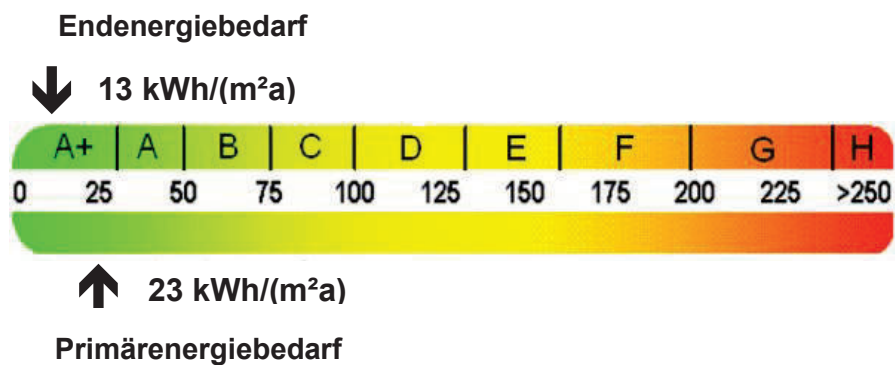 Endenergiebedarf
13 kWh/(m²a)
A+ A B C D E F G H
0 25 50 75 100 125 150 175 200 225 >250
23 kWh/(m²a)
Primärenergiebedarf